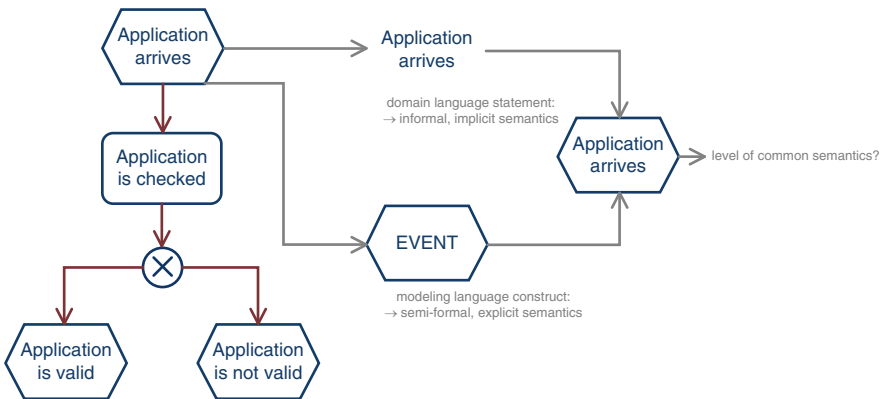 Application
arrives
Application
arrives
domain language statement:
→ informal, implicit semantics
Application
arrives
level of common semantics?
Application
is checked
EVENT
modeling language construct:
→ semi-formal, explicit semantics
Application
is valid
Application
is not valid